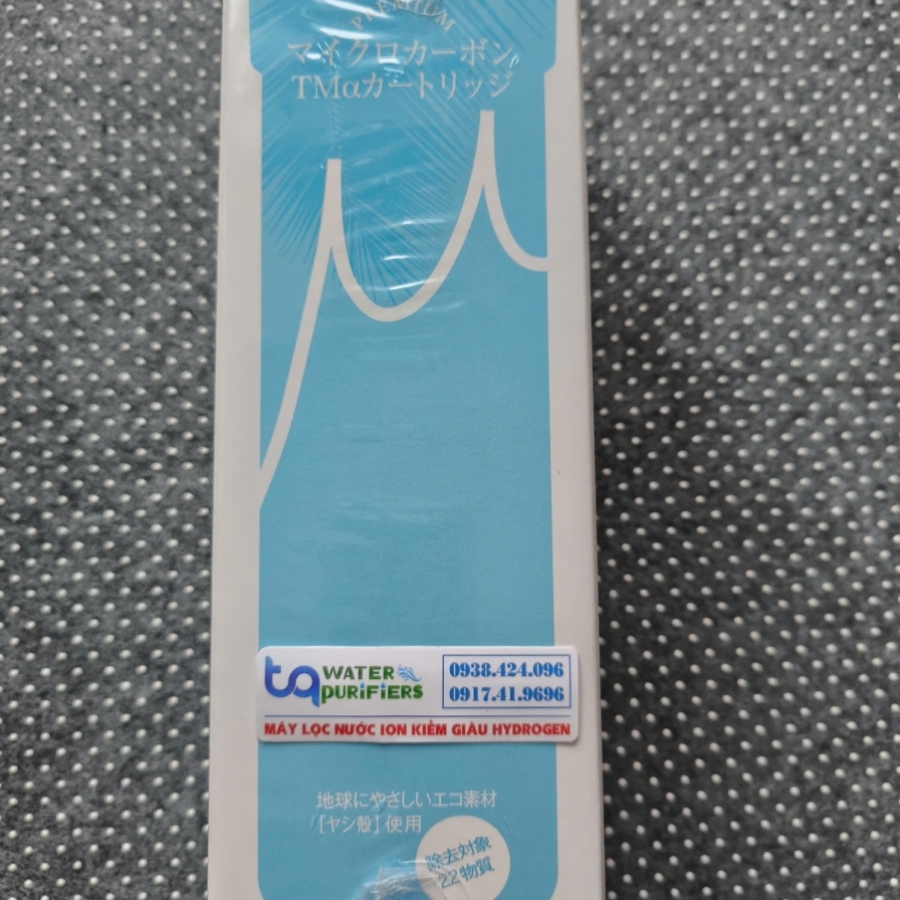 PREMIUM
マイクロカーボン
TMαカートリッジ
tq WATER PURIFIERS
0938.424.096
0917.41.9696
MÁY LỌC NƯỚC ION KIỀM GIÀU HYDROGEN
地球にやさしいエコ素材
[ヤシ殻]使用
除去対象
22物質